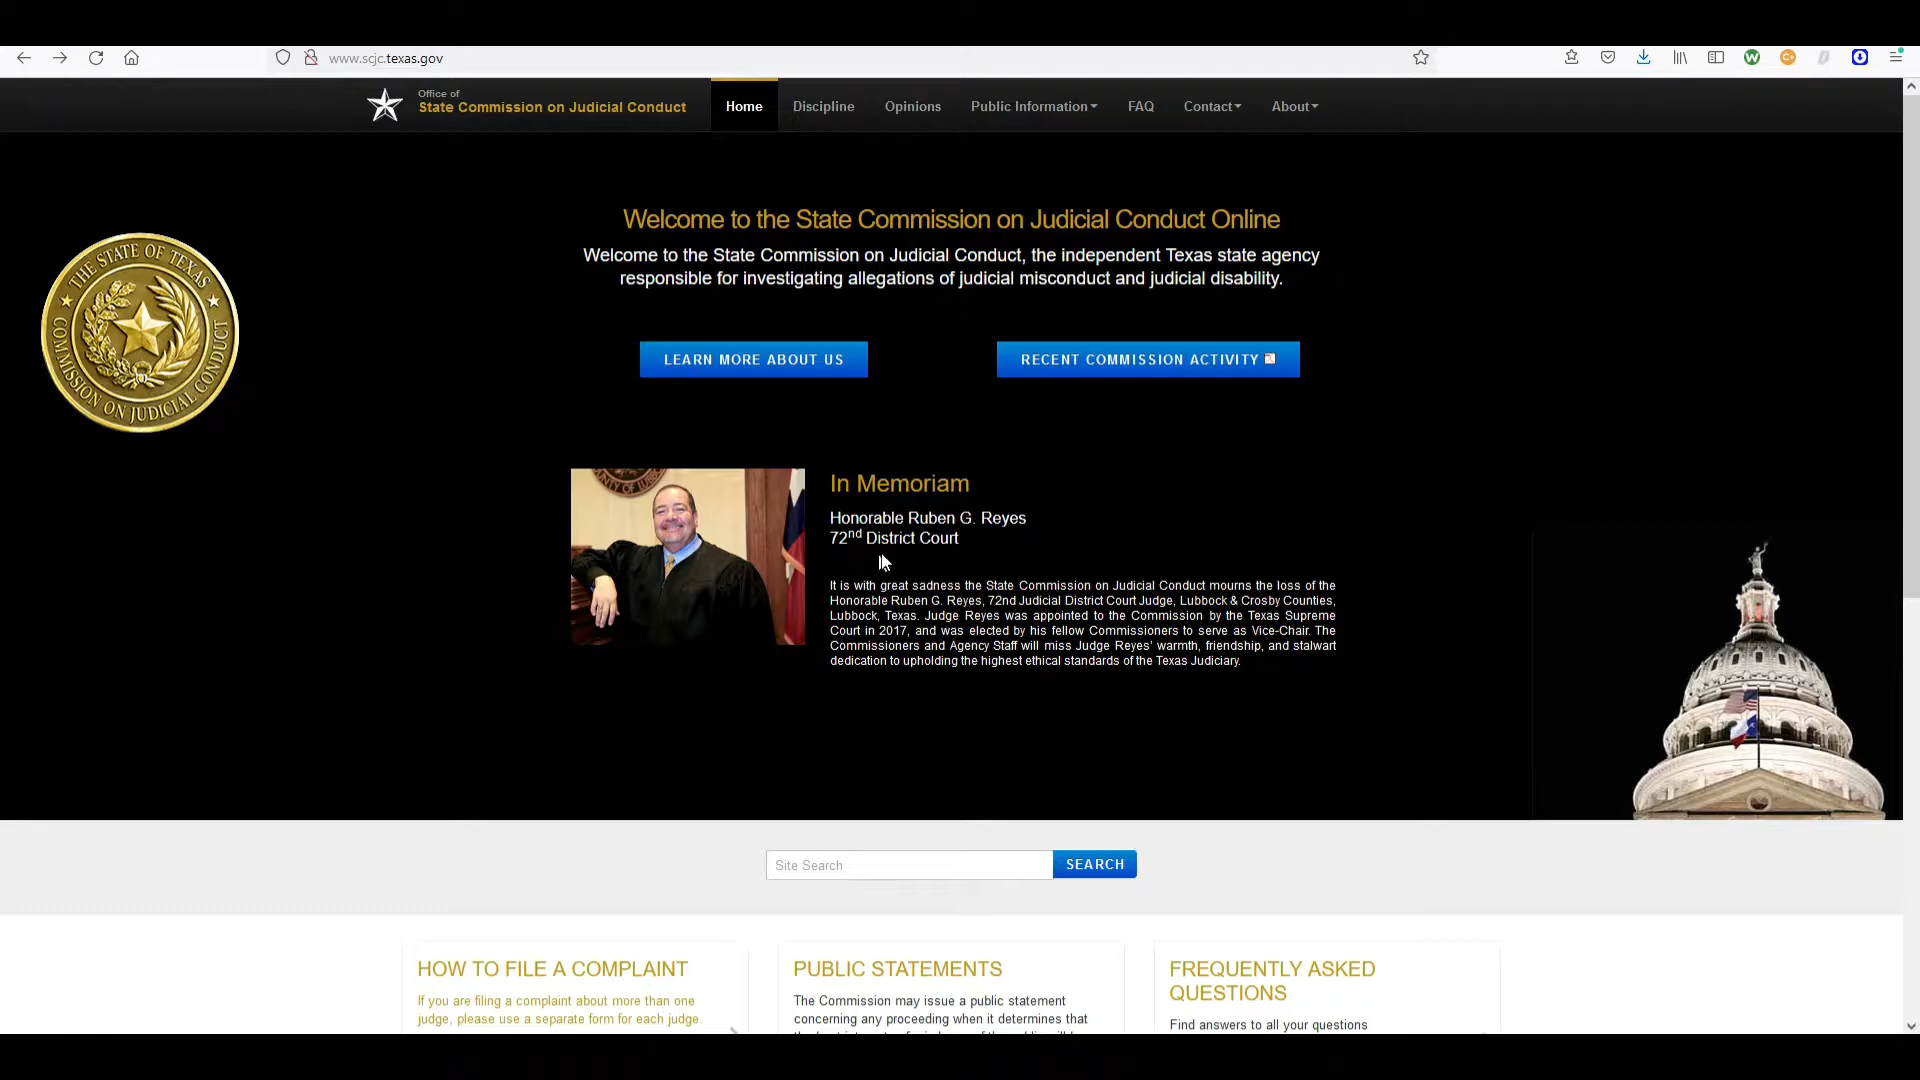 www.scjc.texas.gov
Office of
State Commission on Judicial Conduct
Home
Discipline
Opinions
Public Information
FAQ
Contact
About
Welcome to the State Commission on Judicial Conduct Online
Welcome to the State Commission on Judicial Conduct, the independent Texas state agency
responsible for investigating allegations of judicial misconduct and judicial disability.
THE STATE OF TEXAS
COMMISSION ON JUDICIAL CONDUCT
LEARN MORE ABOUT US
RECENT COMMISSION ACTIVITY
In Memoriam
Honorable Ruben G. Reyes
72nd District Court
It is with great sadness the State Commission on Judicial Conduct mourns the loss of the
Honorable Ruben G. Reyes, 72nd Judicial District Court Judge, Lubbock & Crosby Counties,
Lubbock, Texas. Judge Reyes was appointed to the Commission by the Texas Supreme
Court in 2017, and was elected by his fellow Commissioners to serve as Vice-Chair. The
Commissioners and Agency Staff will miss Judge Reyes' warmth, friendship, and stalwart
dedication to upholding the highest ethical standards of the Texas Judiciary.
Site Search
SEARCH
HOW TO FILE A COMPLAINT
If you are filing a complaint about more than one
judge, please use a separate form for each judge.
PUBLIC STATEMENTS
The Commission may issue a public statement
concerning any proceeding when it determines that
FREQUENTLY ASKED
QUESTIONS
Find answers to all your questions